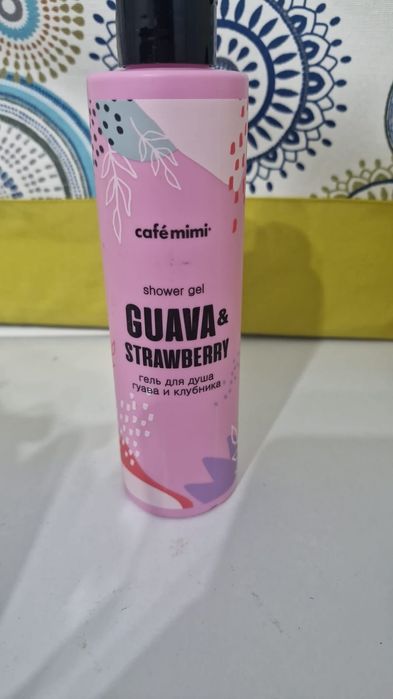 café mimi
shower gel
GUAVA &
STRAWBERRY
гель для душа
гуава и клубника